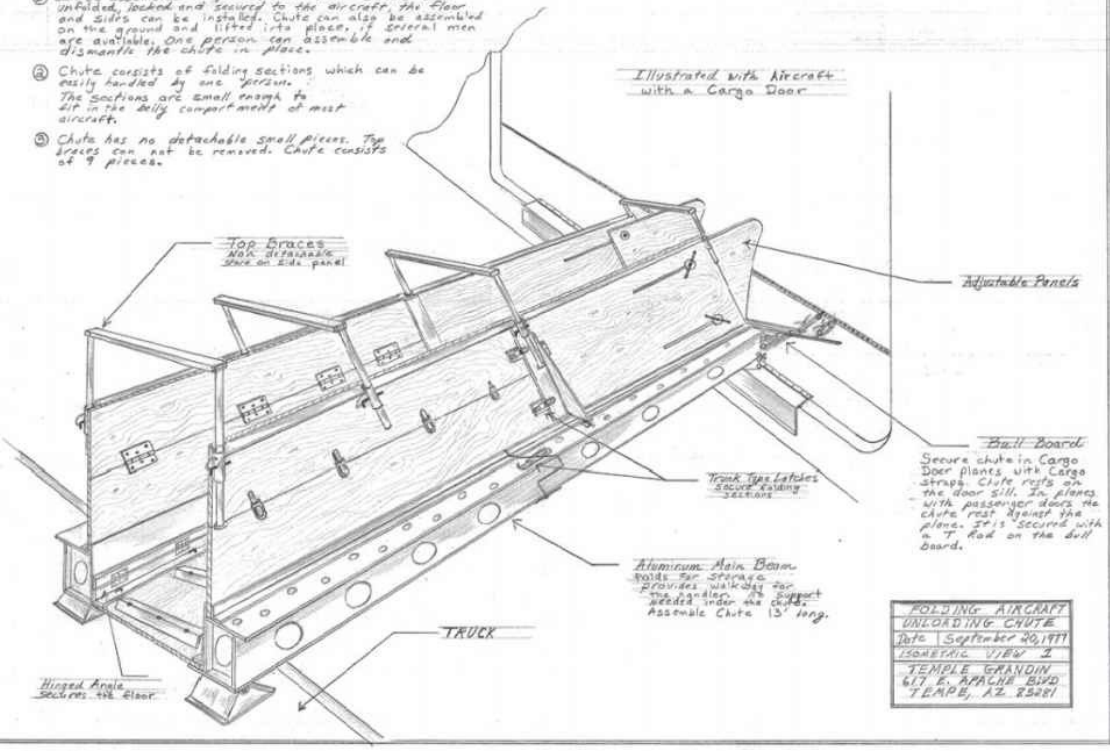 unfolded, locked and secured to the aircraft, the floor
and sides can be installed. Chute can also be assembled
on the ground and lifted into place, if several men
are available. One person can assemble and
dismantle the chute in place.
② Chute consists of folding sections which can be
easily handled by one person.
The sections are small enough to
fit in the belly compartment of most
aircraft.
③ Chute has no detachable small pieces. Top
braces can not be removed. Chute consists
of 9 pieces.
Illustrated with Aircraft
with a Cargo Door
Top Braces
Non detachable
store on side panel
Adjustable Panels
Bull Board
Secure chute in Cargo
Door planes with Cargo
straps. Chute rests on
the door sill. In planes
with passenger doors the
chute rest against the
plane. It is secured with
a T Rod on the bull
board.
Trunk Type Latches
secure folding
sections
Aluminum Main Beam
folds for storage
provides walkway for
the handler. No support
needed under the chute.
Assemble Chute 13' long.
TRUCK
Hinged Angle
secures the floor
FOLDING AIRCRAFT
UNLOADING CHUTE
Date September 20, 1977
ISOMETRIC VIEW 1
TEMPLE GRANDIN
617 E. APACHE BLVD
TEMPE, AZ 85281